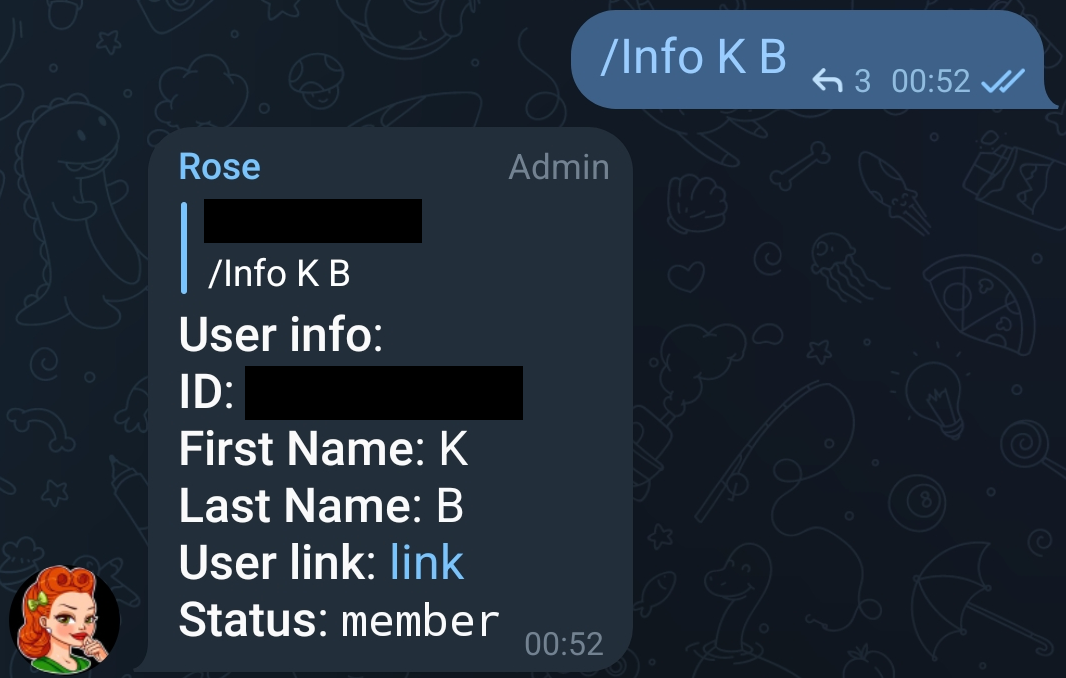 /Info K B
3 00:52
Rose Admin
/Info K B
User info:
ID:
First Name: K
Last Name: B
User link: link
Status: member
00:52